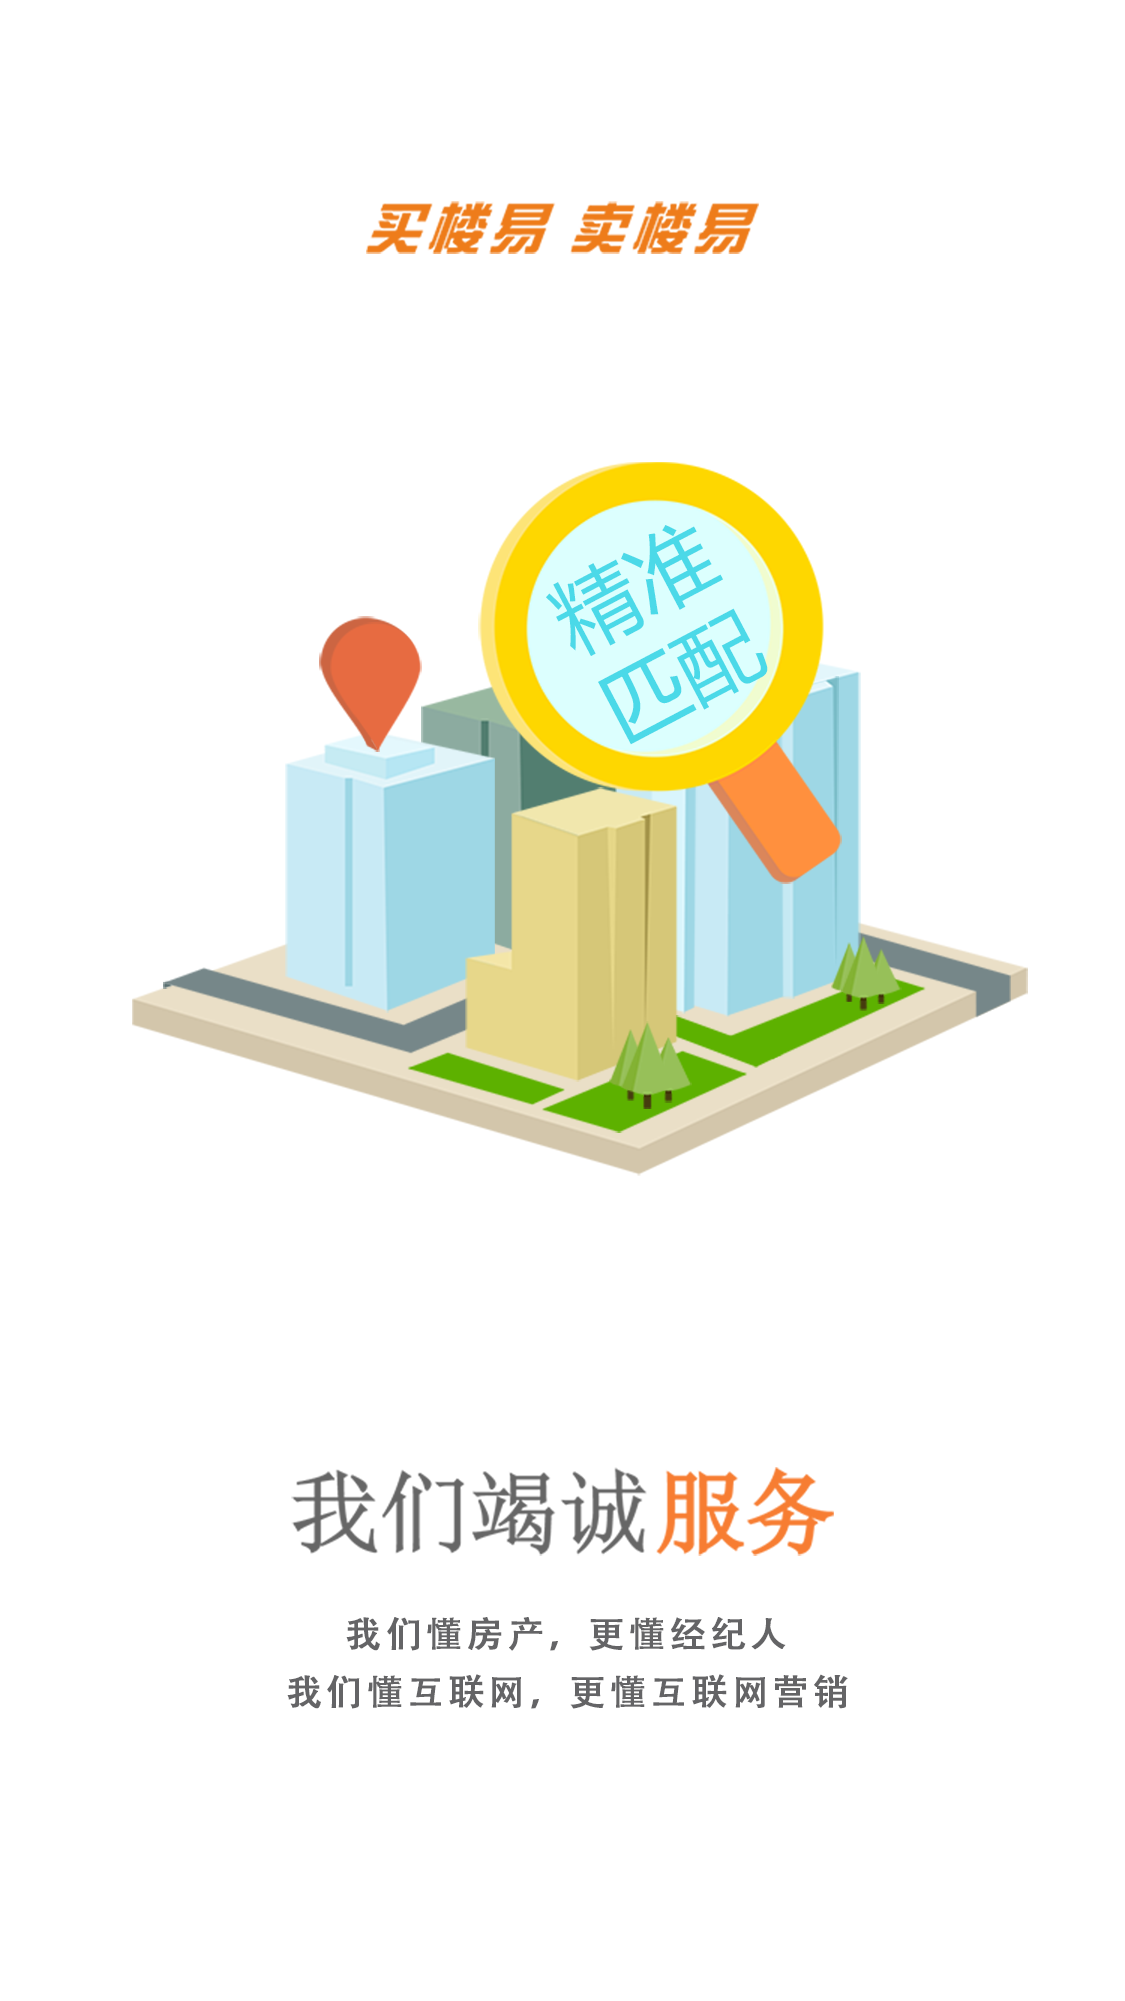 买楼易 卖楼易
精准
匹配
我们竭诚服务
我们懂房产，更懂经纪人
我们懂互联网，更懂互联网营销